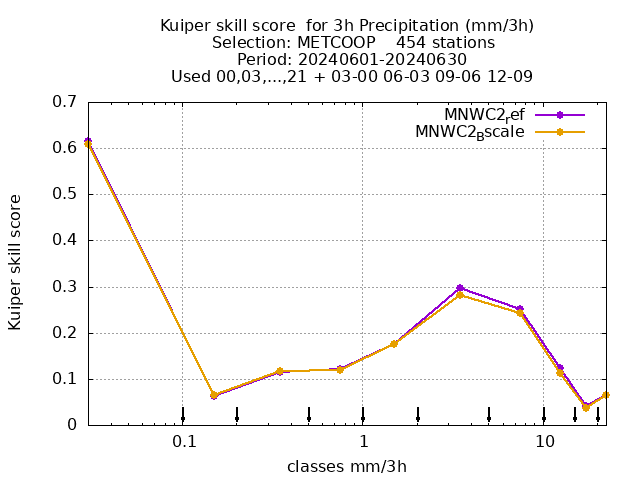 Kuiper skill score  for 3h Precipitation (mm/3h)
Selection: METCOOP    454 stations
Period: 20240601-20240630
Used 00,03,...,21 + 03-00 06-03 09-06 12-09
MNWC2ref
MNWC2Bscale
Kuiper skill score
0.7
0.6
0.5
0.4
0.3
0.2
0.1
0
0.1 1 10
classes mm/3h